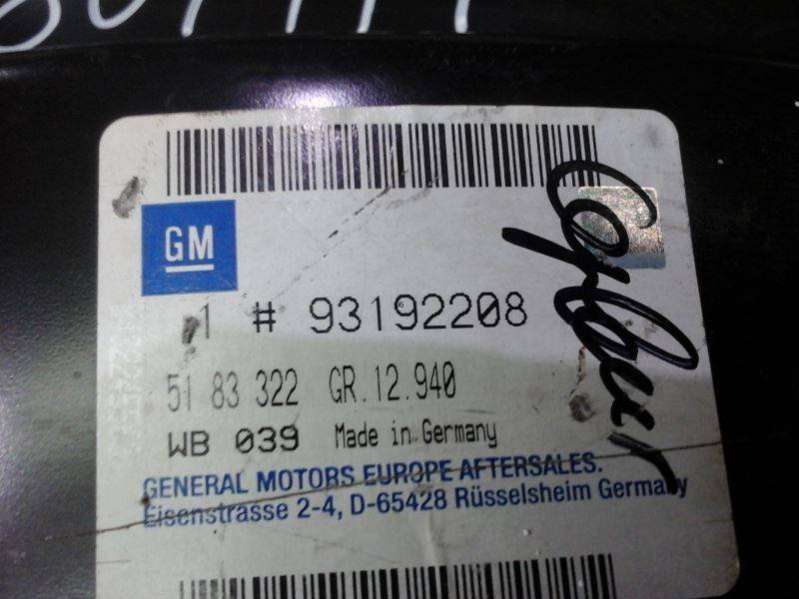 GM
1 # 93192208
51 83 322 GR.12.940
WB 039 Made in Germany
GENERAL MOTORS EUROPE AFTERSALES.
Eisenstrasse 2-4, D-65428 Rüsselsheim Germany